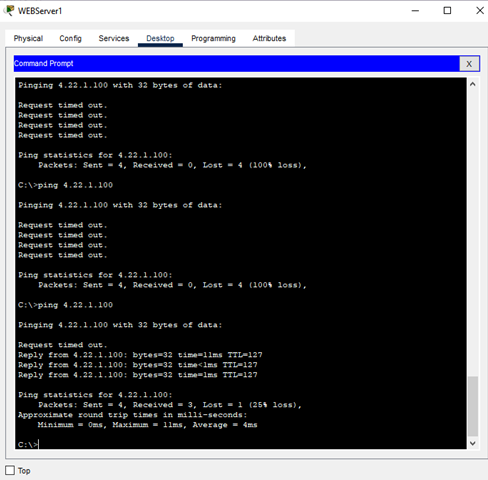 WEBServer1
Physical Config Services Desktop Programming Attributes
Command Prompt X
Pinging 4.22.1.100 with 32 bytes of data:
Request timed out.
Request timed out.
Request timed out.
Request timed out.
Ping statistics for 4.22.1.100:
Packets: Sent = 4, Received = 0, Lost = 4 (100% loss),
C:\>ping 4.22.1.100
Pinging 4.22.1.100 with 32 bytes of data:
Request timed out.
Request timed out.
Request timed out.
Request timed out.
Ping statistics for 4.22.1.100:
Packets: Sent = 4, Received = 0, Lost = 4 (100% loss),
C:\>ping 4.22.1.100
Pinging 4.22.1.100 with 32 bytes of data:
Request timed out.
Reply from 4.22.1.100: bytes=32 time=11ms TTL=127
Reply from 4.22.1.100: bytes=32 time<1ms TTL=127
Reply from 4.22.1.100: bytes=32 time=1ms TTL=127
Ping statistics for 4.22.1.100:
Packets: Sent = 4, Received = 3, Lost = 1 (25% loss),
Approximate round trip times in milli-seconds:
Minimum = 0ms, Maximum = 11ms, Average = 4ms
C:\>
Top